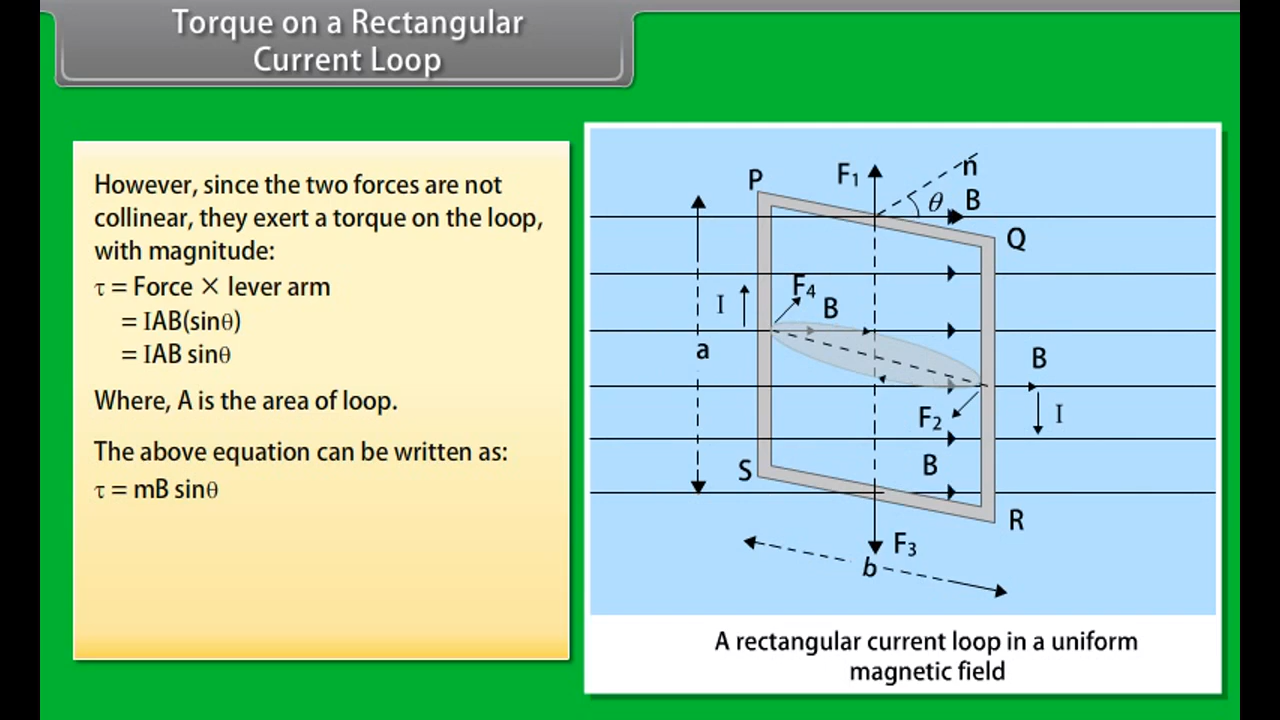 Torque on a Rectangular
Current Loop
However, since the two forces are not
collinear, they exert a torque on the loop,
with magnitude:
τ = Force × lever arm
= IAB(sinθ)
= IAB sinθ
Where, A is the area of loop.
The above equation can be written as:
τ = mB sinθ
P
F₁
n
θ
B
Q
I
F₄
B
a
B
F₂
I
B
S
R
F₃
b
A rectangular current loop in a uniform
magnetic field